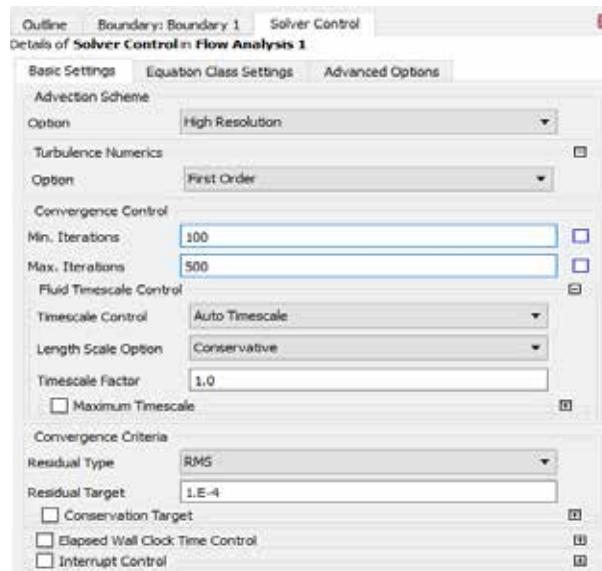 Outline Boundary: Boundary 1 Solver Control
Details of Solver Control in Flow Analysis 1
Basic Settings Equation Class Settings Advanced Options
Advection Scheme
Option High Resolution
Turbulence Numerics
Option First Order
Convergence Control
Min. Iterations 100
Max. Iterations 500
Fluid Timescale Control
Timescale Control Auto Timescale
Length Scale Option Conservative
Timescale Factor 1.0
Maximum Timescale
Convergence Criteria
Residual Type RMS
Residual Target 1.E-4
Conservation Target
Elapsed Wall Clock Time Control
Interrupt Control